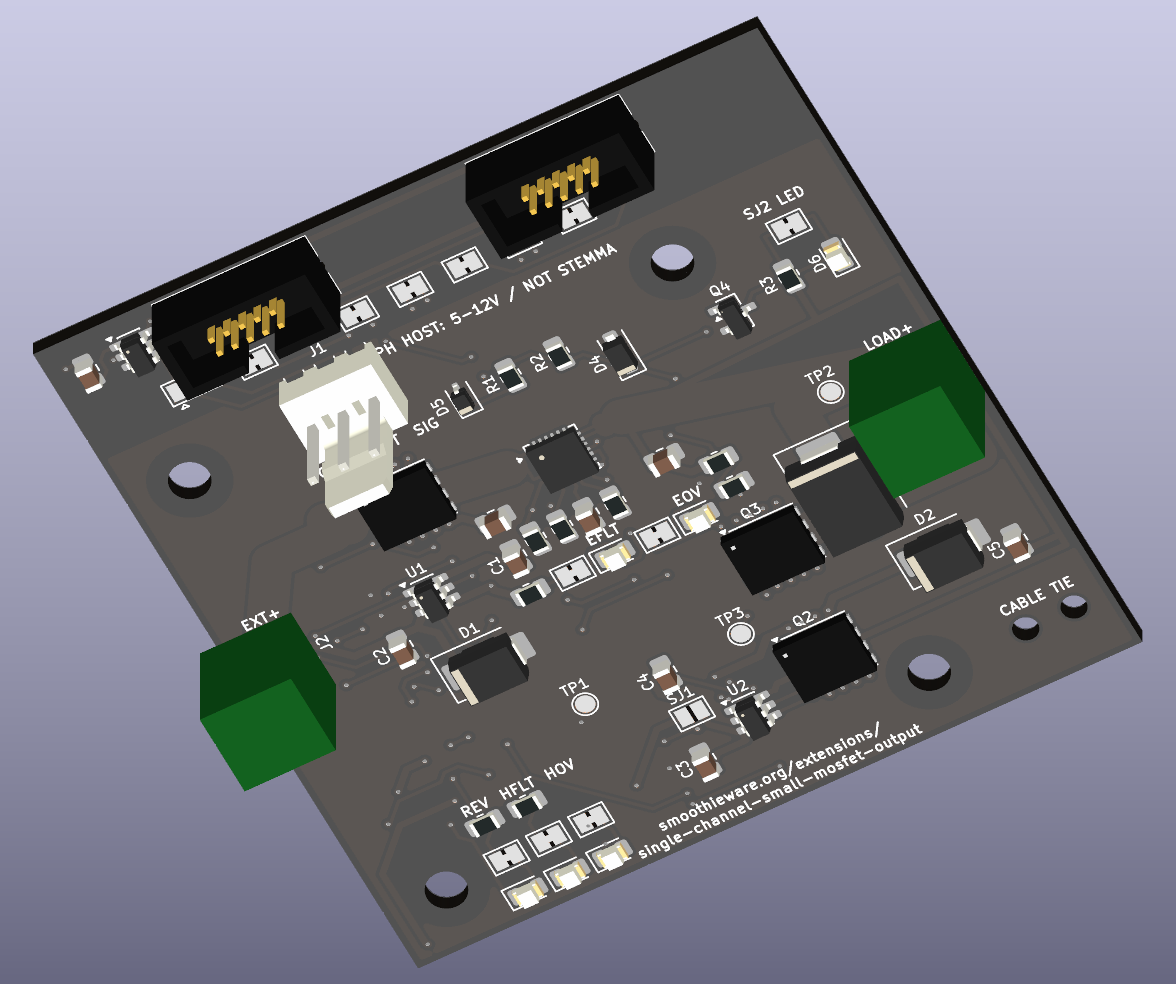 SJ2 LED
D6
R3
Q4
PH HOST: 5-12V / NOT STEMMA
J1
LOAD+
TP2
D4
R2
R1
D5
SIG
EOV
Q3
EFLT
D2
C5
C1
U1
CABLE TIE
EXT+
J2
C2
D1
TP3
Q2
TP1
C4
SJ1
U2
C3
smoothieware.org/extensions/
single-channel-small-mosfet-output
REV HFLT HOV